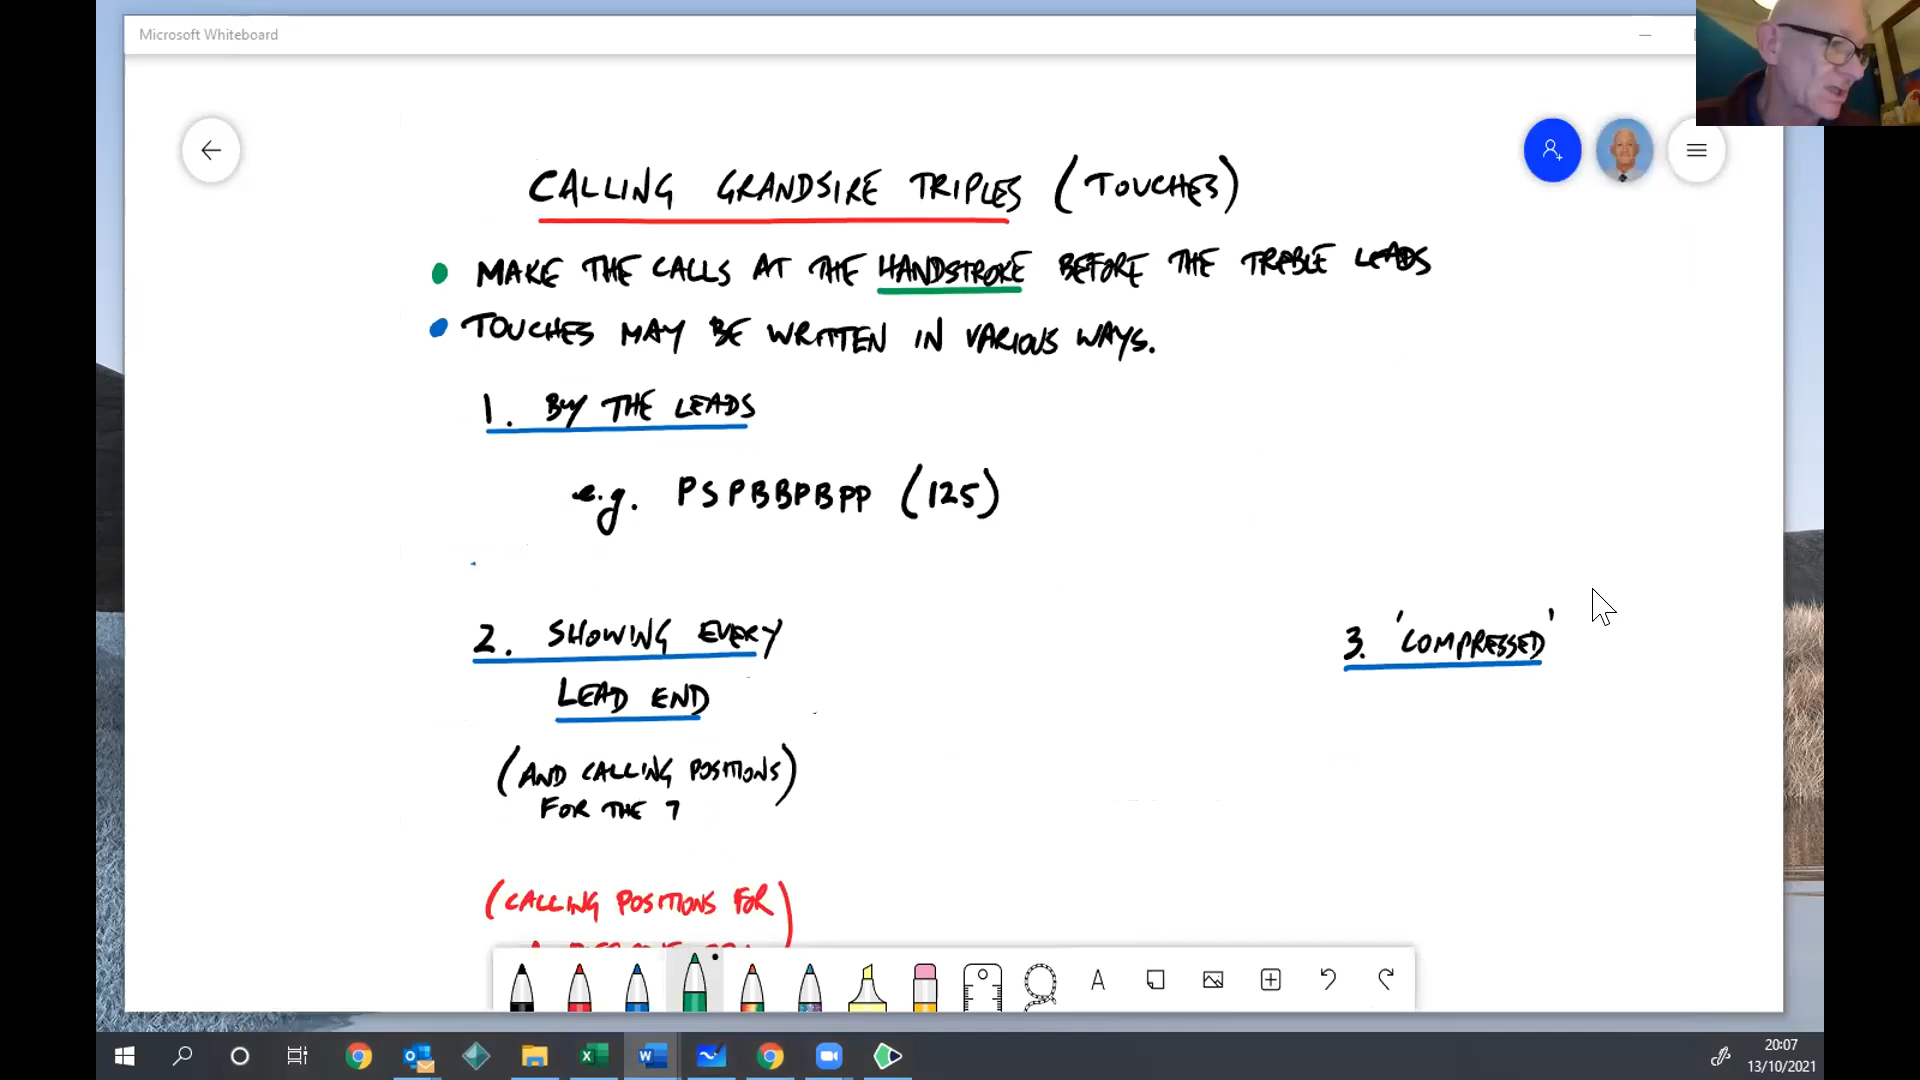 Microsoft Whiteboard
CALLING GRANDSIRE TRIPLES (TOUCHES)
MAKE THE CALLS AT THE HANDSTROKE BEFORE THE TREBLE LEADS
TOUCHES MAY BE WRITTEN IN VARIOUS WAYS.
1. BY THE LEADS
e.g. PSPBBPBPP (125)
2. SHOWING EVERY
LEAD END
3. 'COMPRESSED'
(AND CALLING POSITIONS)
FOR THE 7
(CALLING POSITIONS FOR)
A
20:07
13/10/2021